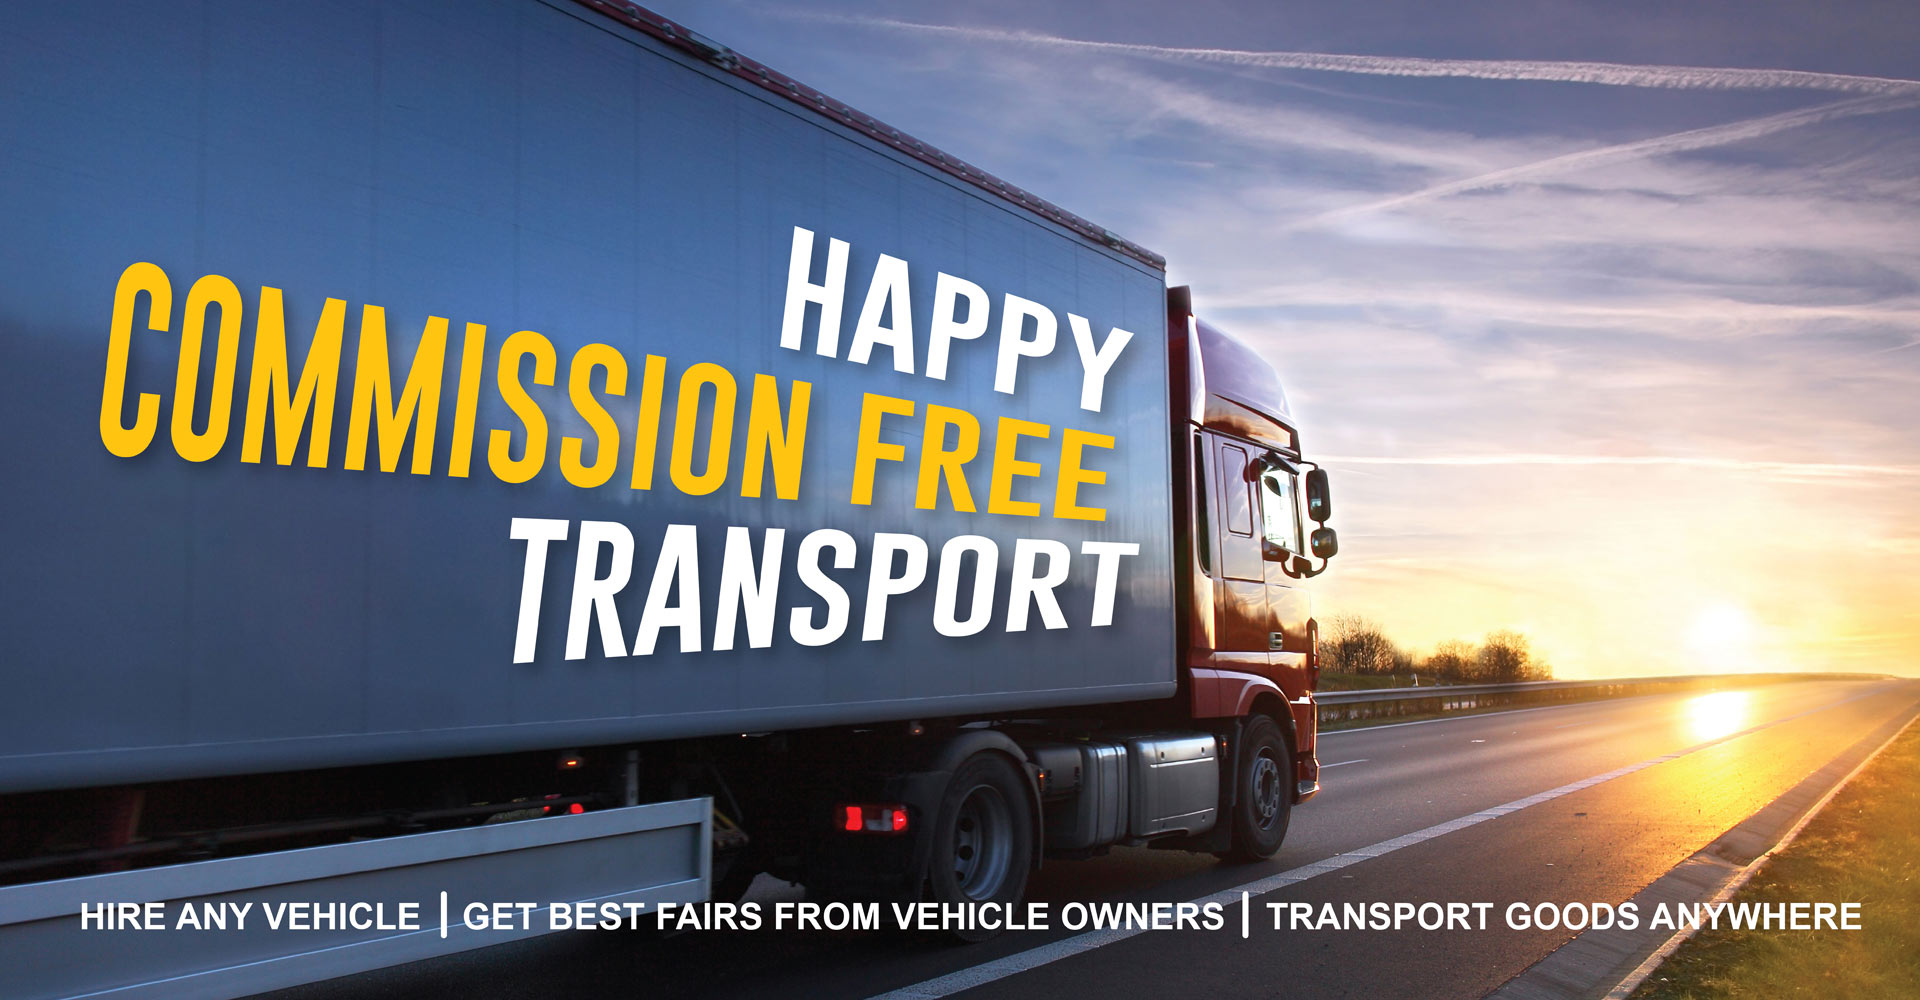 HAPPY
COMMISSION FREE
TRANSPORT
HIRE ANY VEHICLE | GET BEST FAIRS FROM VEHICLE OWNERS | TRANSPORT GOODS ANYWHERE